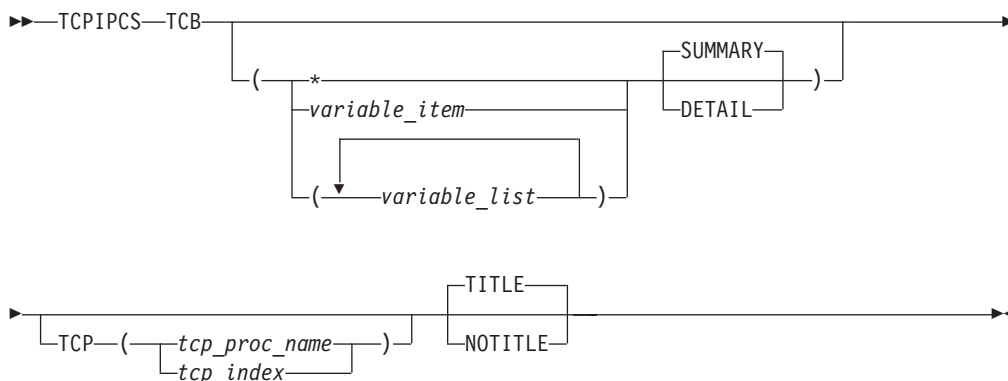 TCPIPCS TCB
SUMMARY
( * )
variable_item DETAIL
( variable_list )
TITLE
TCP ( tcp_proc_name ) NOTITLE
tcp_index